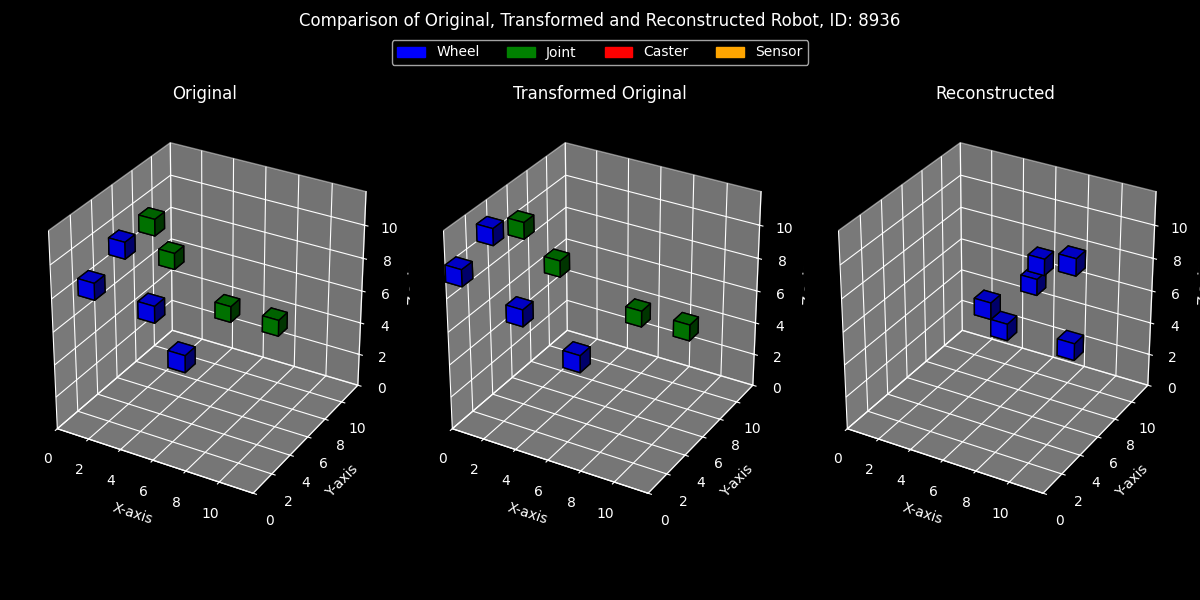 Comparison of Original, Transformed and Reconstructed Robot, ID: 8936
Wheel Joint Caster Sensor
Original Transformed Original Reconstructed
10 10 10
8 8 8
6 6 6
4 4 4
2 2 2
0 0 0
10 10 10
8 8 8
0 6 0 6 0 6
2 4 2 4 2 4
4 2 4 2 4 2
6 0 6 0 6 0
8 8 8
10 10 10
X-axis Y-axis X-axis Y-axis X-axis Y-axis